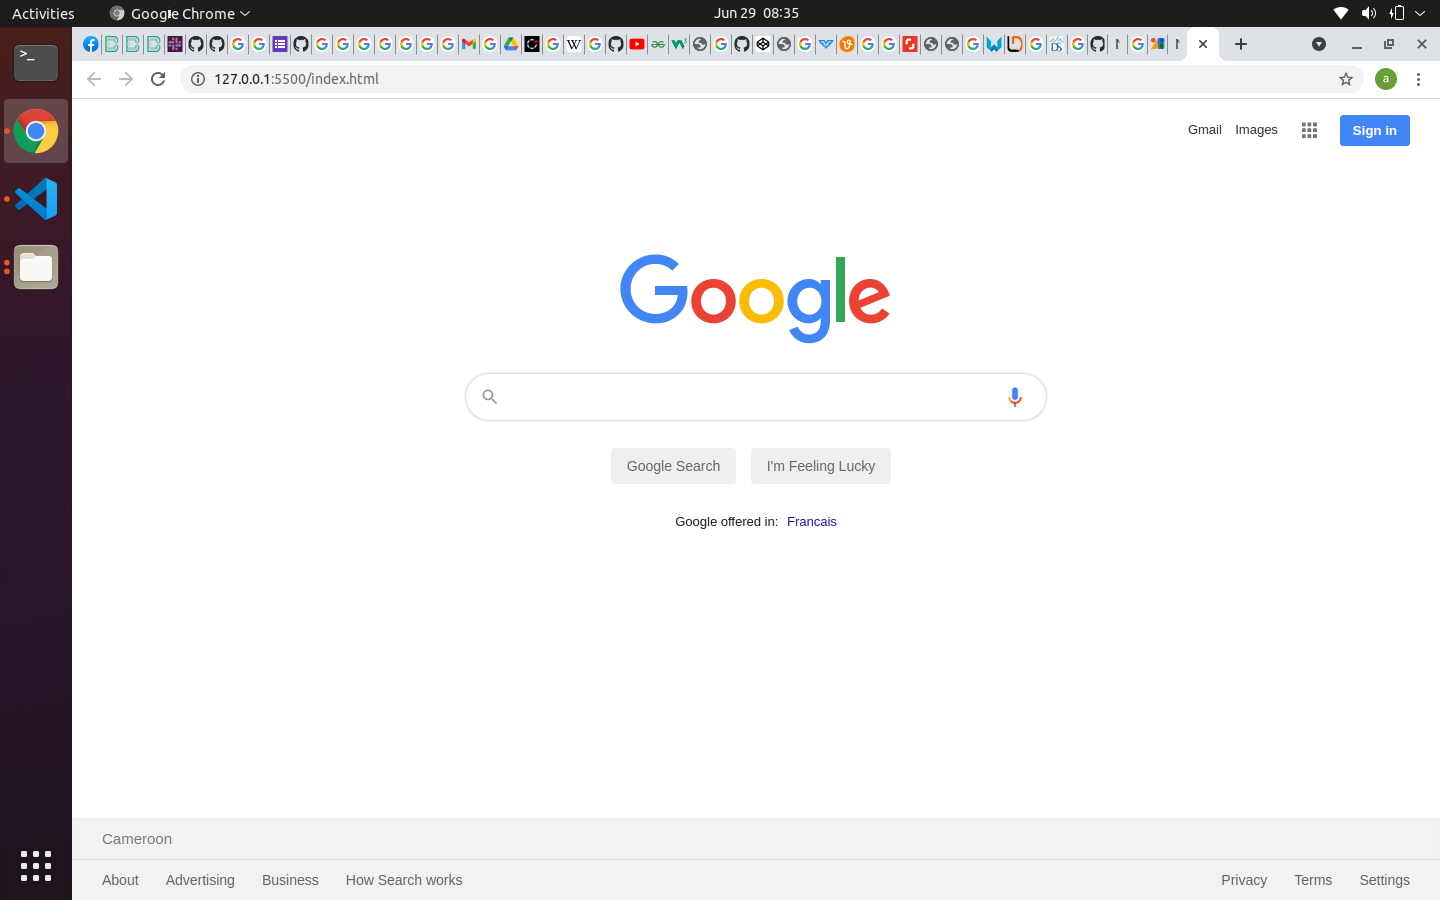 Activities Google Chrome Jun 29 08:35
127.0.0.1:5500/index.html a
Gmail Images Sign in
Google
Google Search I'm Feeling Lucky
Google offered in: Francais
Cameroon
About Advertising Business How Search works Privacy Terms Settings